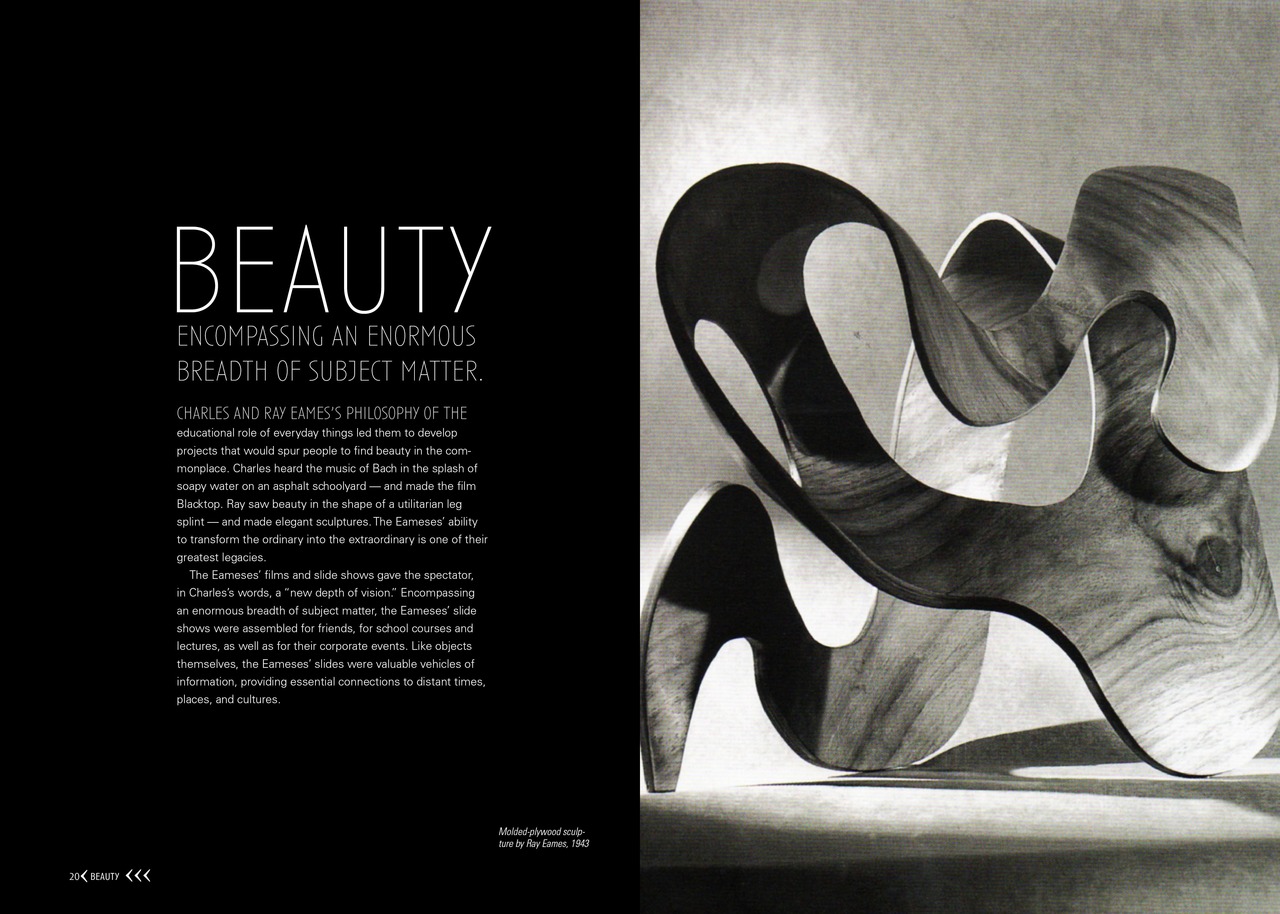 BEAUTY
ENCOMPASSING AN ENORMOUS
BREADTH OF SUBJECT MATTER.
CHARLES AND RAY EAMES'S PHILOSOPHY OF THE
educational role of everyday things led them to develop
projects that would spur people to find beauty in the com-
monplace. Charles heard the music of Bach in the splash of
soapy water on an asphalt schoolyard — and made the film
Blacktop. Ray saw beauty in the shape of a utilitarian leg
splint — and made elegant sculptures. The Eameses' ability
to transform the ordinary into the extraordinary is one of their
greatest legacies.
The Eameses' films and slide shows gave the spectator,
in Charles's words, a "new depth of vision." Encompassing
an enormous breadth of subject matter, the Eameses' slide
shows were assembled for friends, for school courses and
lectures, as well as for their corporate events. Like objects
themselves, the Eameses' slides were valuable vehicles of
information, providing essential connections to distant times,
places, and cultures.
Molded-plywood sculp-
ture by Ray Eames, 1943
20 BEAUTY